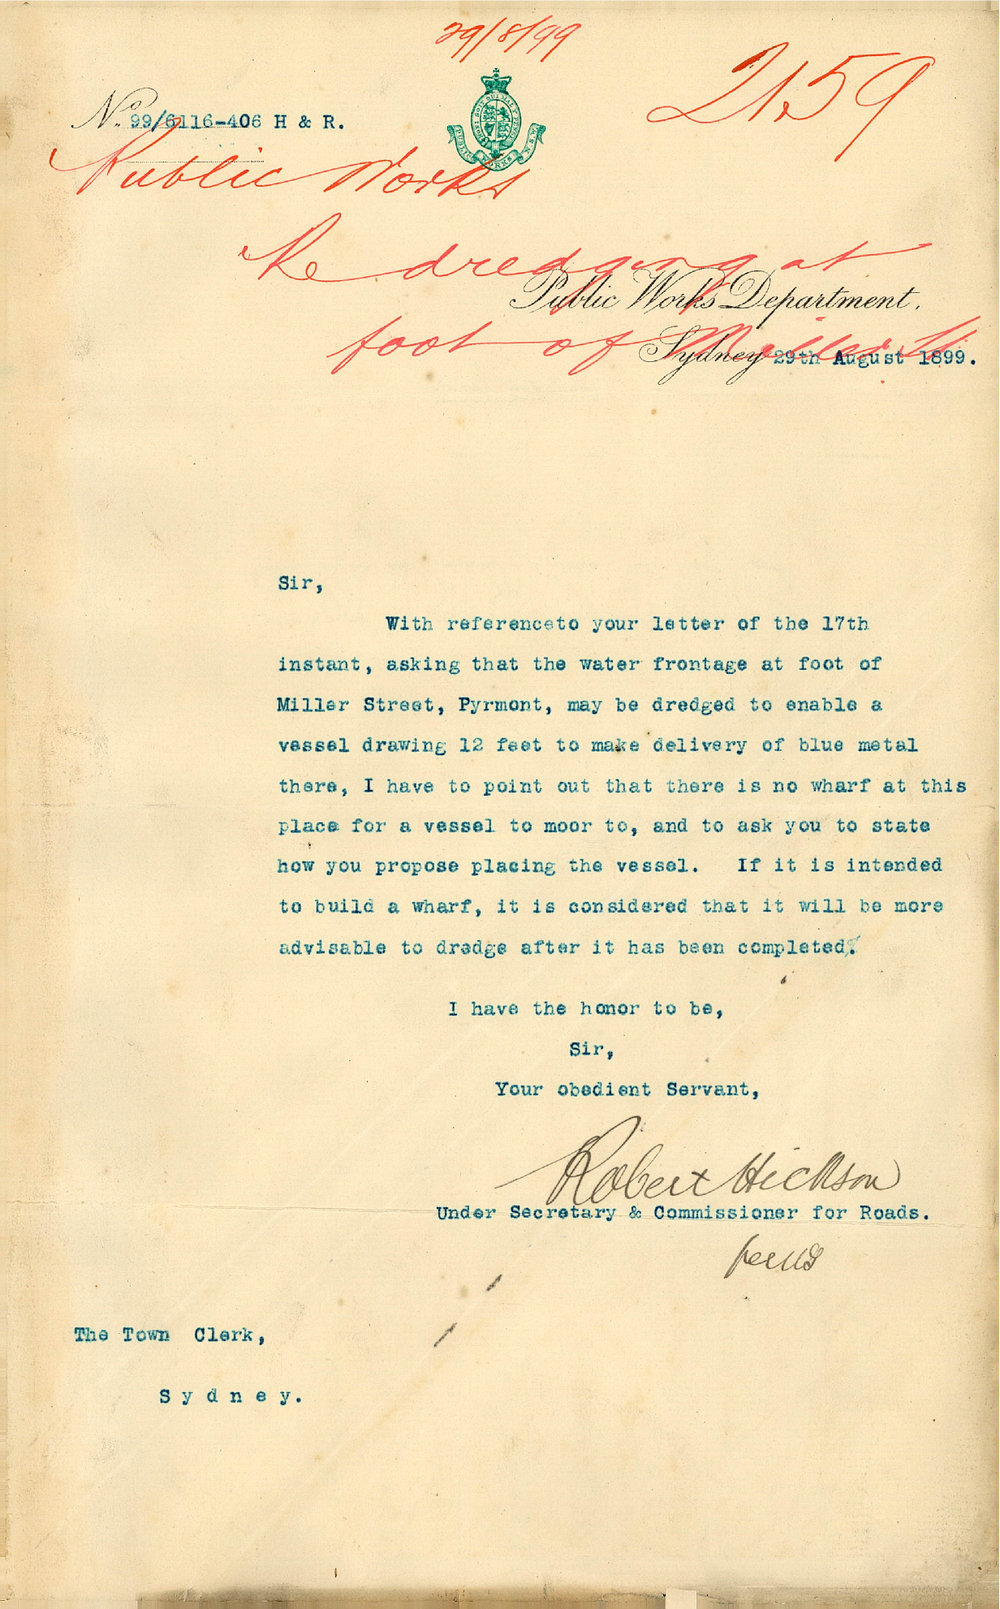 29/8/99
2159
No. 99/6116-406 H & R.
Public Works
Re dredging at
Public Works Department.
foot of Miller St
Sydney 29th August 1899.
Sir,
With referenceto your letter of the 17th
instant, asking that the water frontage at foot of
Miller Street, Pyrmont, may be dredged to enable a
vessel drawing 12 feet to make delivery of blue metal
there, I have to point out that there is no wharf at this
place for a vessel to moor to, and to ask you to state
how you propose placing the vessel. If it is intended
to build a wharf, it is considered that it will be more
advisable to dredge after it has been completed.
I have the honor to be,
Sir,
Your obedient Servant,
Robert Hickson
Under Secretary & Commissioner for Roads.
The Town Clerk,
Sydney.